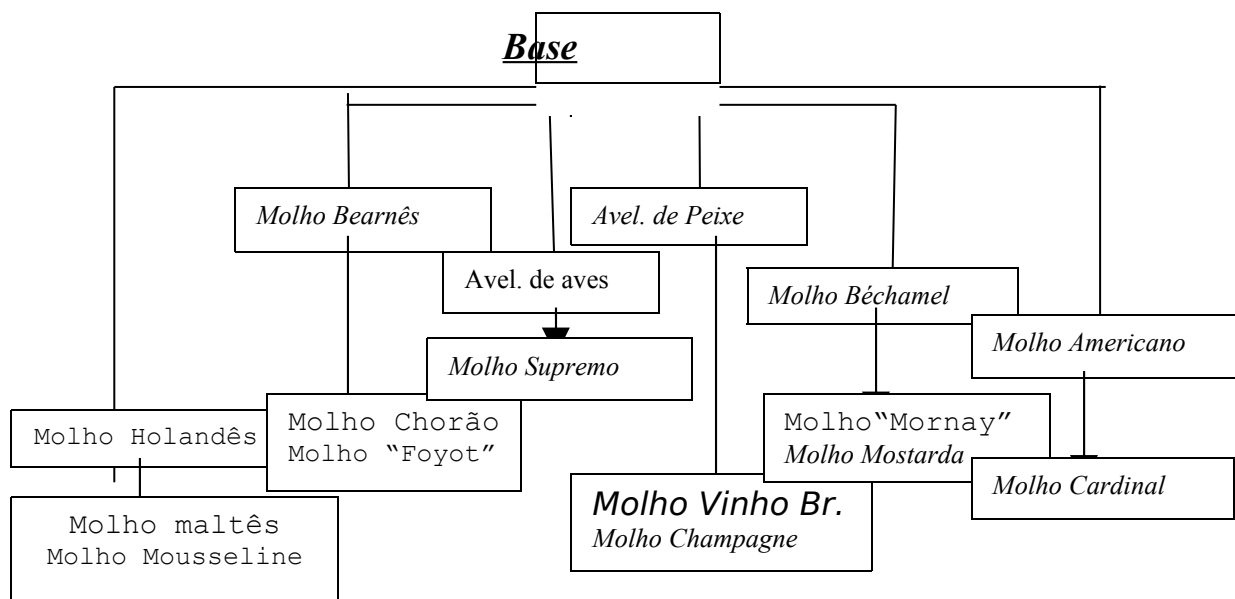 Base
Molho Bearnês
Avel. de Peixe
Avel. de aves
Molho Béchamel
Molho Americano
Molho Supremo
Molho Holandês
Molho Chorão
Molho “Foyot”
Molho“Mornay”
Molho Mostarda
Molho Cardinal
Molho Vinho Br.
Molho Champagne
Molho maltês
Molho Mousseline